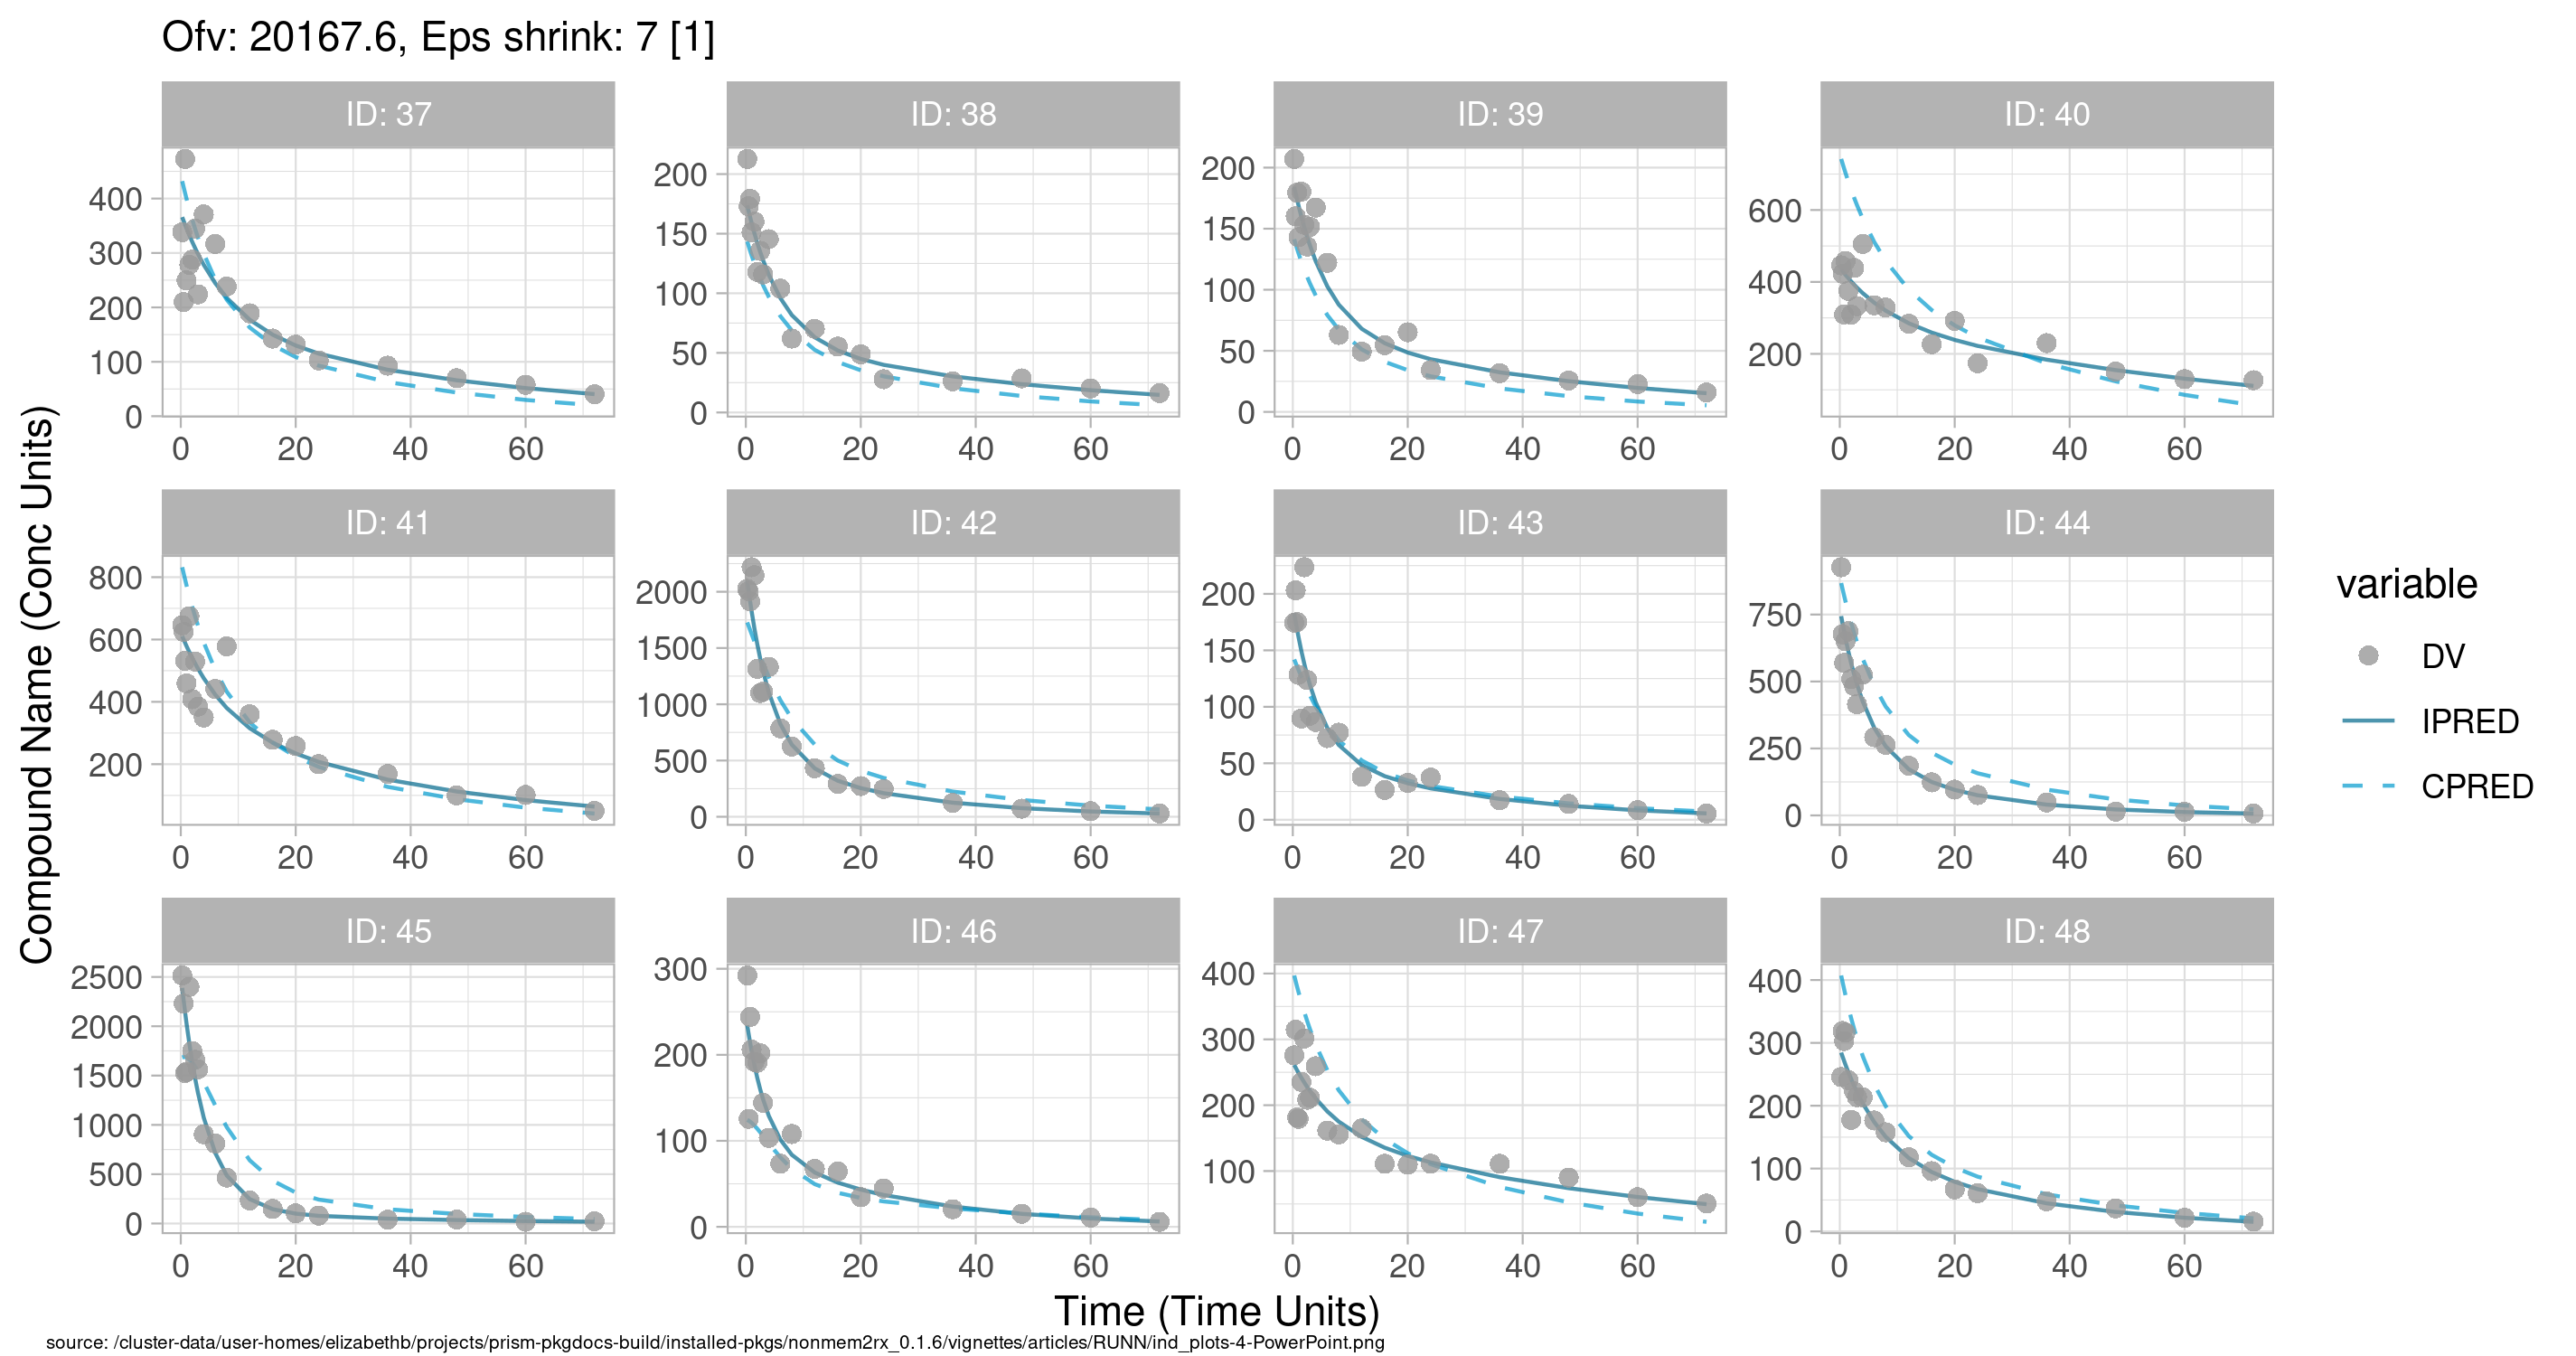 Ofv: 20167.6, Eps shrink: 7 [1]
Compound Name (Conc Units)
ID: 37
400
300
200
100
0
0 20 40 60
ID: 38
200
150
100
50
0
0 20 40 60
ID: 39
200
150
100
50
0
0 20 40 60
ID: 40
600
400
200
0 20 40 60
ID: 41
800
600
400
200
0 20 40 60
ID: 42
2000
1500
1000
500
0
0 20 40 60
ID: 43
200
150
100
50
0
0 20 40 60
ID: 44
750
500
250
0
0 20 40 60
ID: 45
2500
2000
1500
1000
500
0
0 20 40 60
ID: 46
300
200
100
0
0 20 40 60
ID: 47
400
300
200
100
0 20 40 60
ID: 48
400
300
200
100
0
0 20 40 60
variable
DV
IPRED
CPRED
Time (Time Units)
source: /cluster-data/user-homes/elizabethb/projects/prism-pkgdocs-build/installed-pkgs/nonmem2rx_0.1.6/vignettes/articles/RUNN/ind_plots-4-PowerPoint.png